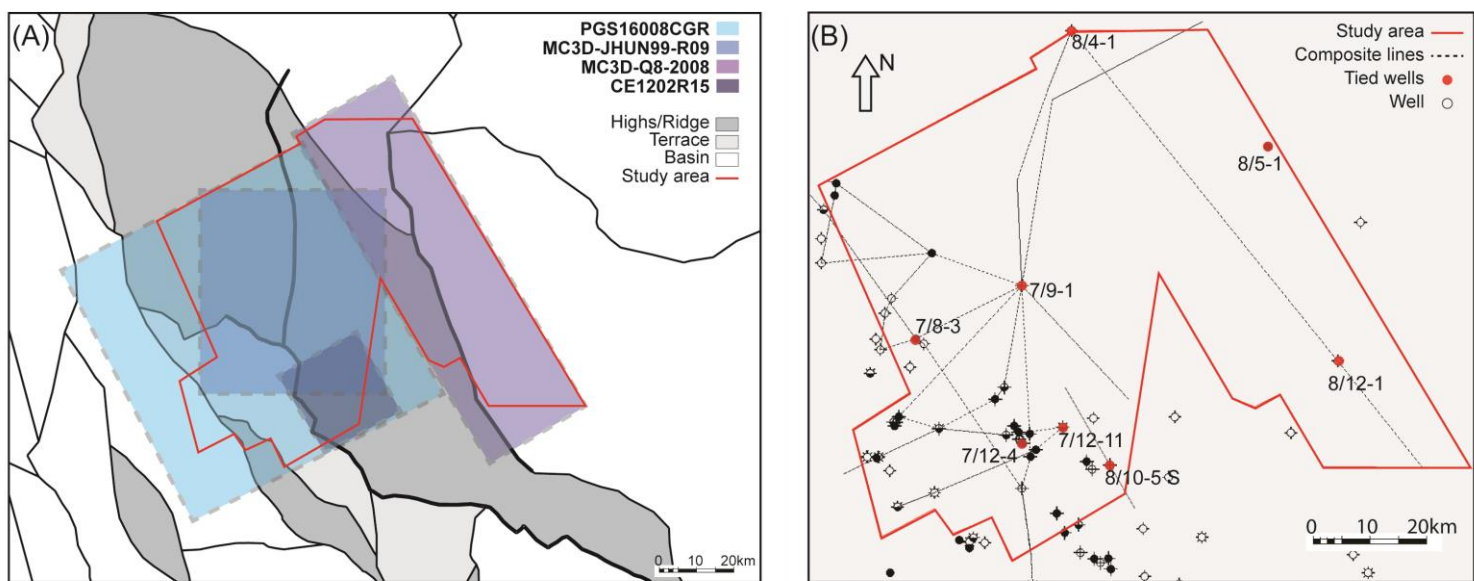 (A)
PGS16008CGR
MC3D-JHUN99-R09
MC3D-Q8-2008
CE1202R15
Highs/Ridge
Terrace
Basin
Study area
0 10 20km
(B)
N
8/4-1
Study area
Composite lines
Tied wells
Well
8/5-1
7/9-1
7/8-3
8/12-1
7/12-11
7/12-4
8/10-5 S
0 10 20km